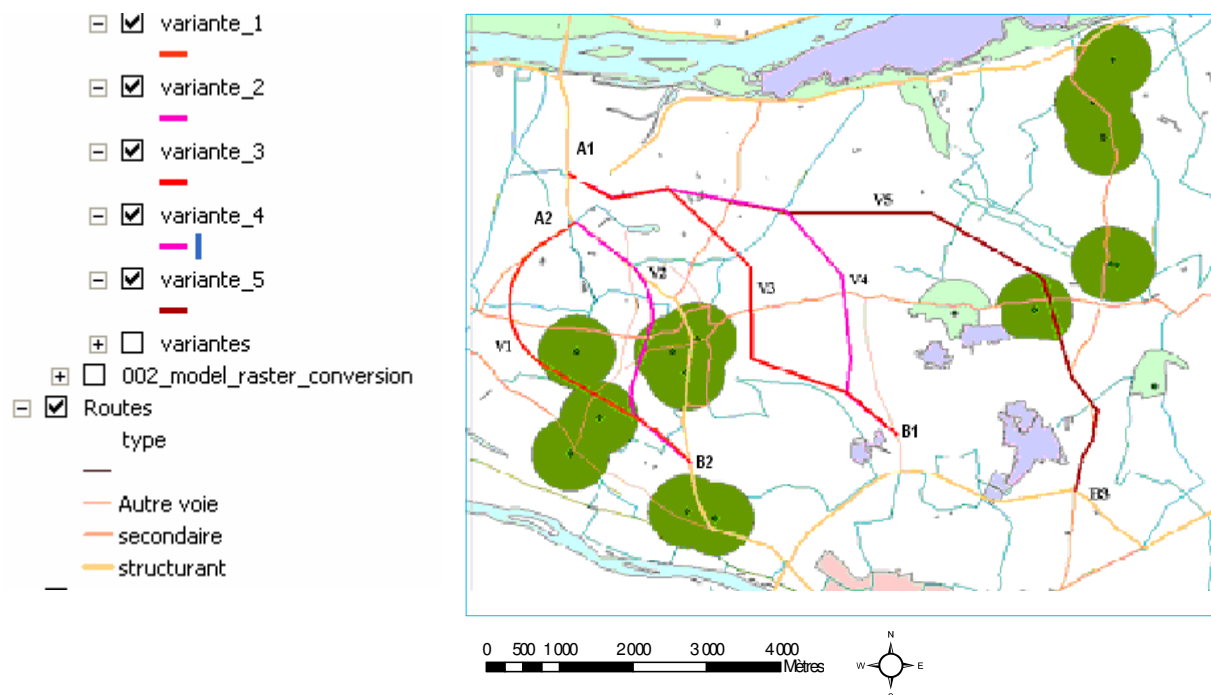 variante_1
variante_2
variante_3
variante_4
variante_5
variantes
002_model_raster_conversion
Routes
type
Autre voie
secondaire
structurant
A1
A2
V5
V2
V3
V4
V1
B1
B2
B3
0 500 1 000 2 000 3 000 4 000
Mètres
N
W E